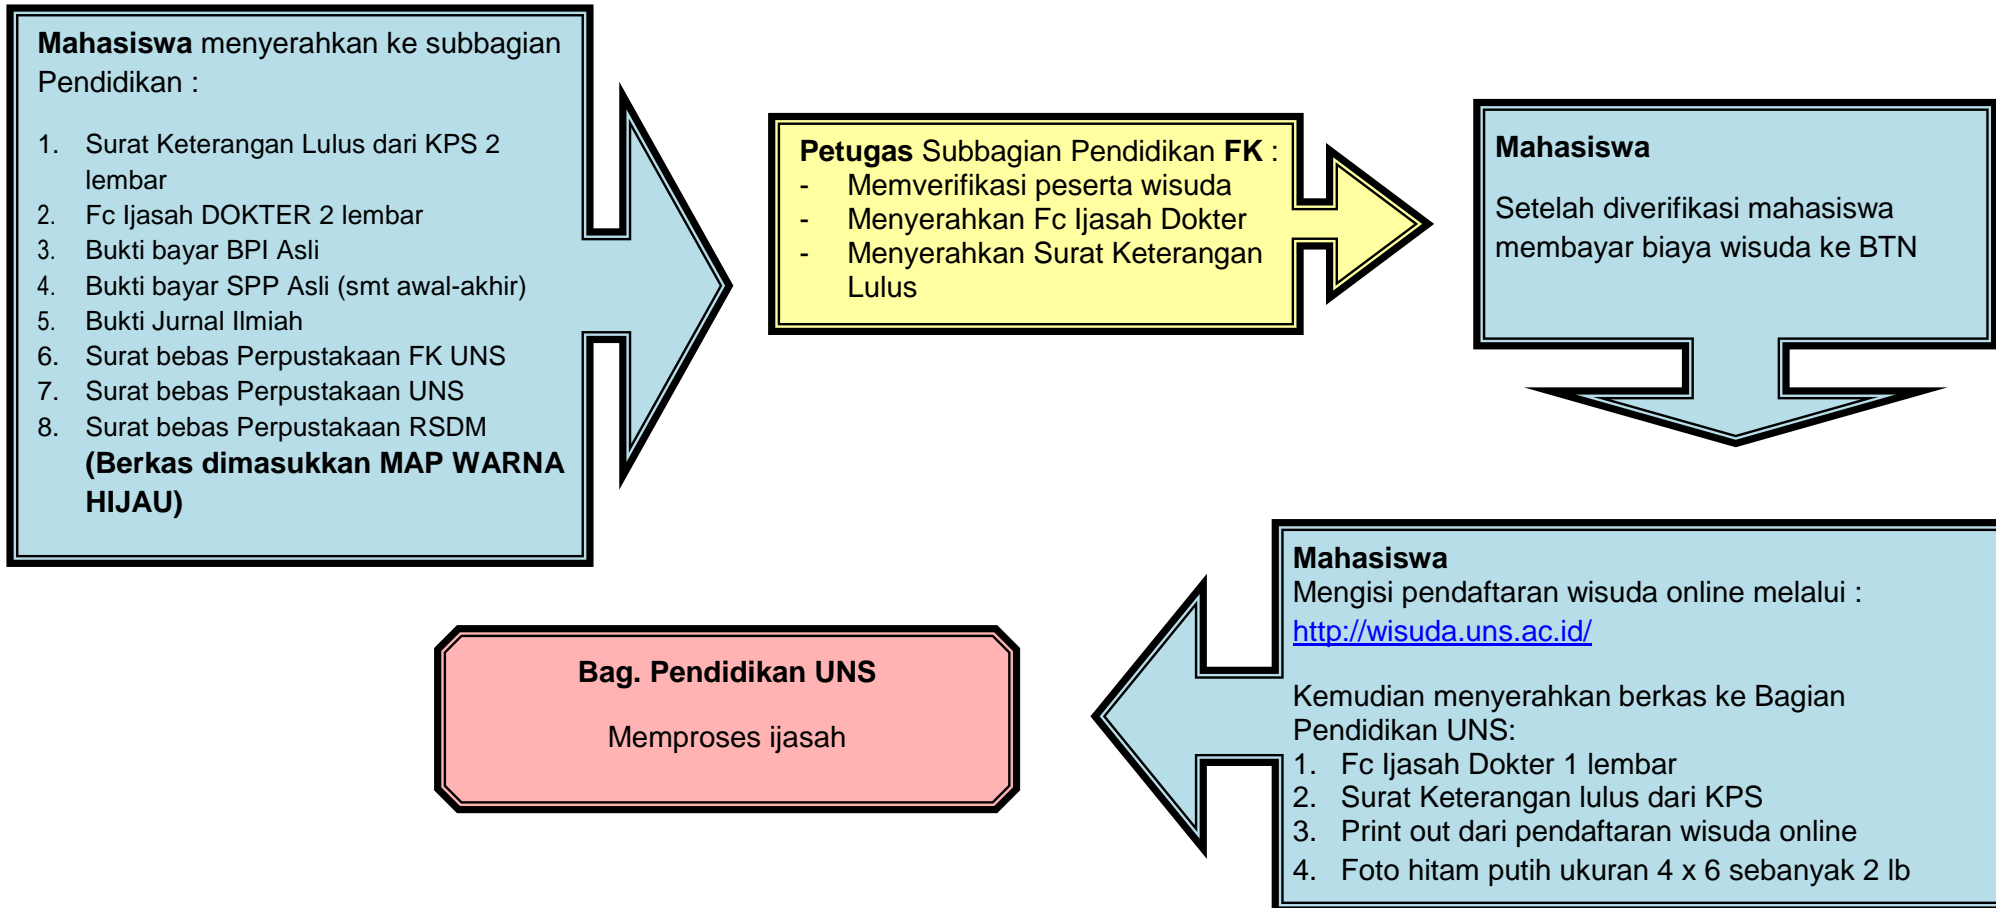 Mahasiswa menyerahkan ke subbagian
Pendidikan :
1. Surat Keterangan Lulus dari KPS 2
lembar
2. Fc Ijasah DOKTER 2 lembar
3. Bukti bayar BPI Asli
4. Bukti bayar SPP Asli (smt awal-akhir)
5. Bukti Jurnal Ilmiah
6. Surat bebas Perpustakaan FK UNS
7. Surat bebas Perpustakaan UNS
8. Surat bebas Perpustakaan RSDM
(Berkas dimasukkan MAP WARNA
HIJAU)
Petugas Subbagian Pendidikan FK :
- Memverifikasi peserta wisuda
- Menyerahkan Fc Ijasah Dokter
- Menyerahkan Surat Keterangan
Lulus
Mahasiswa
Setelah diverifikasi mahasiswa
membayar biaya wisuda ke BTN
Mahasiswa
Mengisi pendaftaran wisuda online melalui :
http://wisuda.uns.ac.id/
Kemudian menyerahkan berkas ke Bagian
Pendidikan UNS:
1. Fc Ijasah Dokter 1 lembar
2. Surat Keterangan lulus dari KPS
3. Print out dari pendaftaran wisuda online
4. Foto hitam putih ukuran 4 x 6 sebanyak 2 lb
Bag. Pendidikan UNS
Memproses ijasah